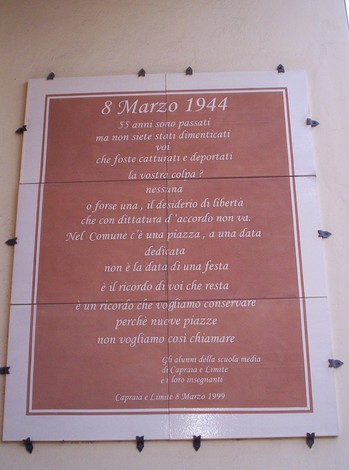 8 Marzo 1944
55 anni sono passati
ma non siete stati dimenticati
voi
che foste catturati e deportati
la vostra colpa ?
nessuna
o forse una , il desiderio di libertà
che con dittatura d'accordo non va.
Nel Comune c'è una piazza , a una data
dedicata
non è la data di una festa
è il ricordo di voi che resta
è un ricordo che vogliamo conservare
perchè nuove piazze
non vogliamo così chiamare
Gli alunni della scuola media
di Capraia e Limite
e i loro insegnanti
Capraia e Limite 8 Marzo 1999